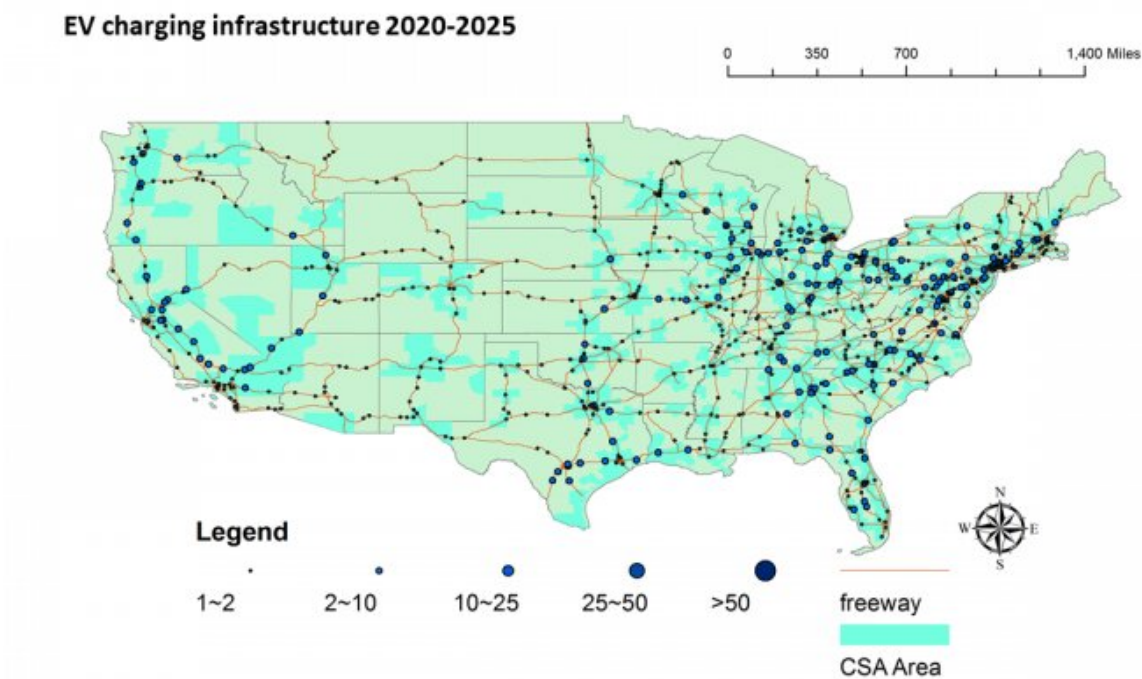 EV charging infrastructure 2020-2025
0 350 700 1,400 Miles
N
W E
S
Legend
1~2 2~10 10~25 25~50 >50 freeway
CSA Area